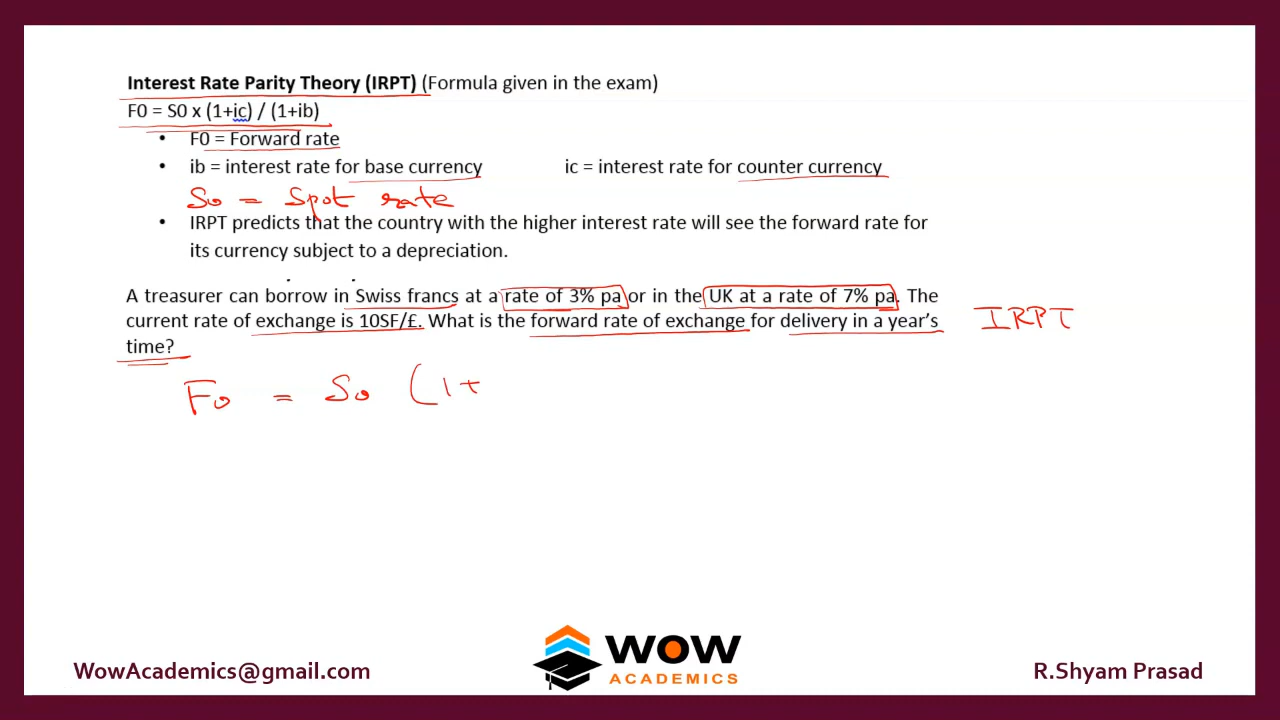 Interest Rate Parity Theory (IRPT) (Formula given in the exam)
F0 = S0 x (1+ic) / (1+ib)
• F0 = Forward rate
• ib = interest rate for base currency ic = interest rate for counter currency
S0 = Spot rate
• IRPT predicts that the country with the higher interest rate will see the forward rate for
its currency subject to a depreciation.
A treasurer can borrow in Swiss francs at a rate of 3% pa or in the UK at a rate of 7% pa. The
current rate of exchange is 10SF/£. What is the forward rate of exchange for delivery in a year's
time?
IRPT
F0 = S0 (1+
WOW
ACADEMICS
WowAcademics@gmail.com
R.Shyam Prasad